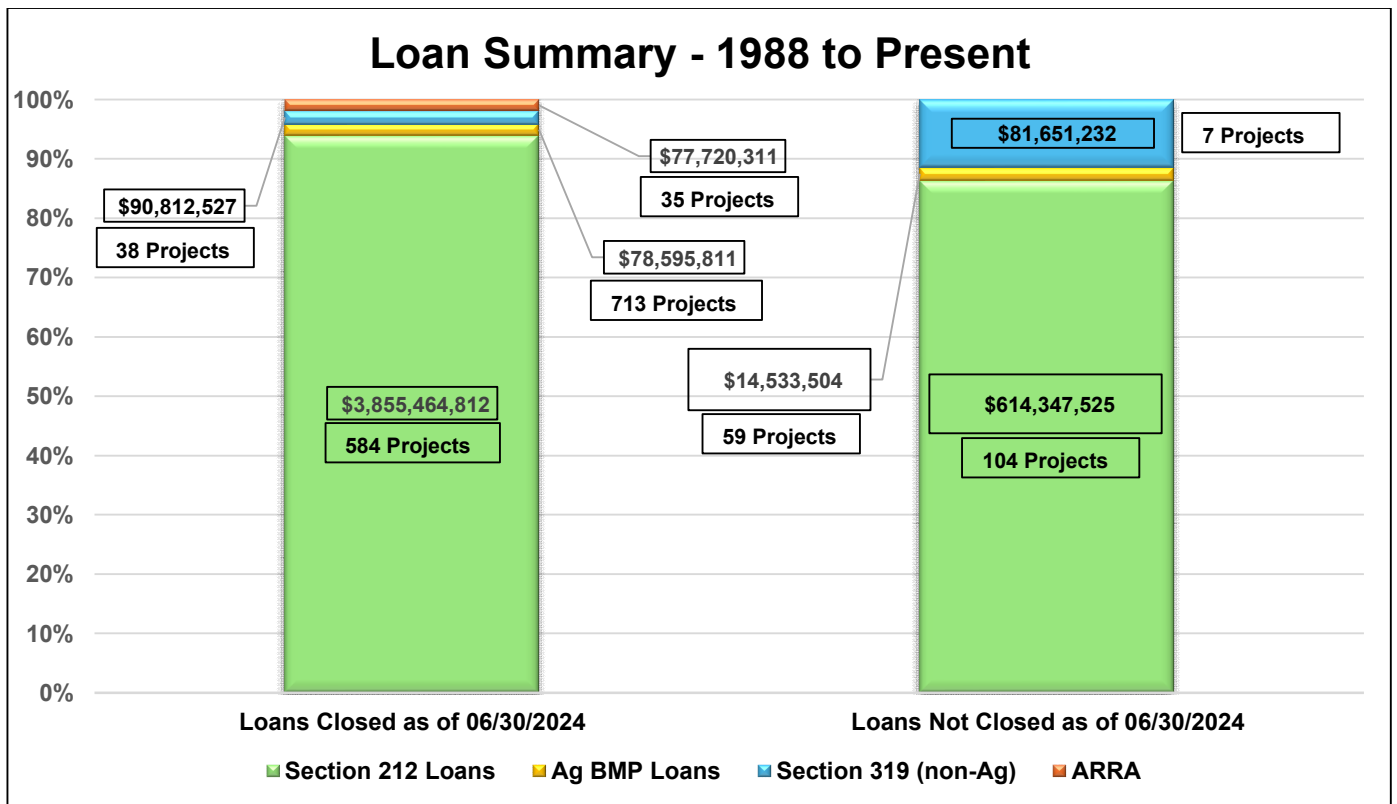 Loan Summary - 1988 to Present
100%
90%
80%
70%
60%
50%
40%
30%
20%
10%
0%
$90,812,527
38 Projects
$77,720,311
35 Projects
$78,595,811
713 Projects
$3,855,464,812
584 Projects
$81,651,232
7 Projects
$14,533,504
59 Projects
$614,347,525
104 Projects
Loans Closed as of 06/30/2024
Loans Not Closed as of 06/30/2024
Section 212 Loans
Ag BMP Loans
Section 319 (non-Ag)
ARRA